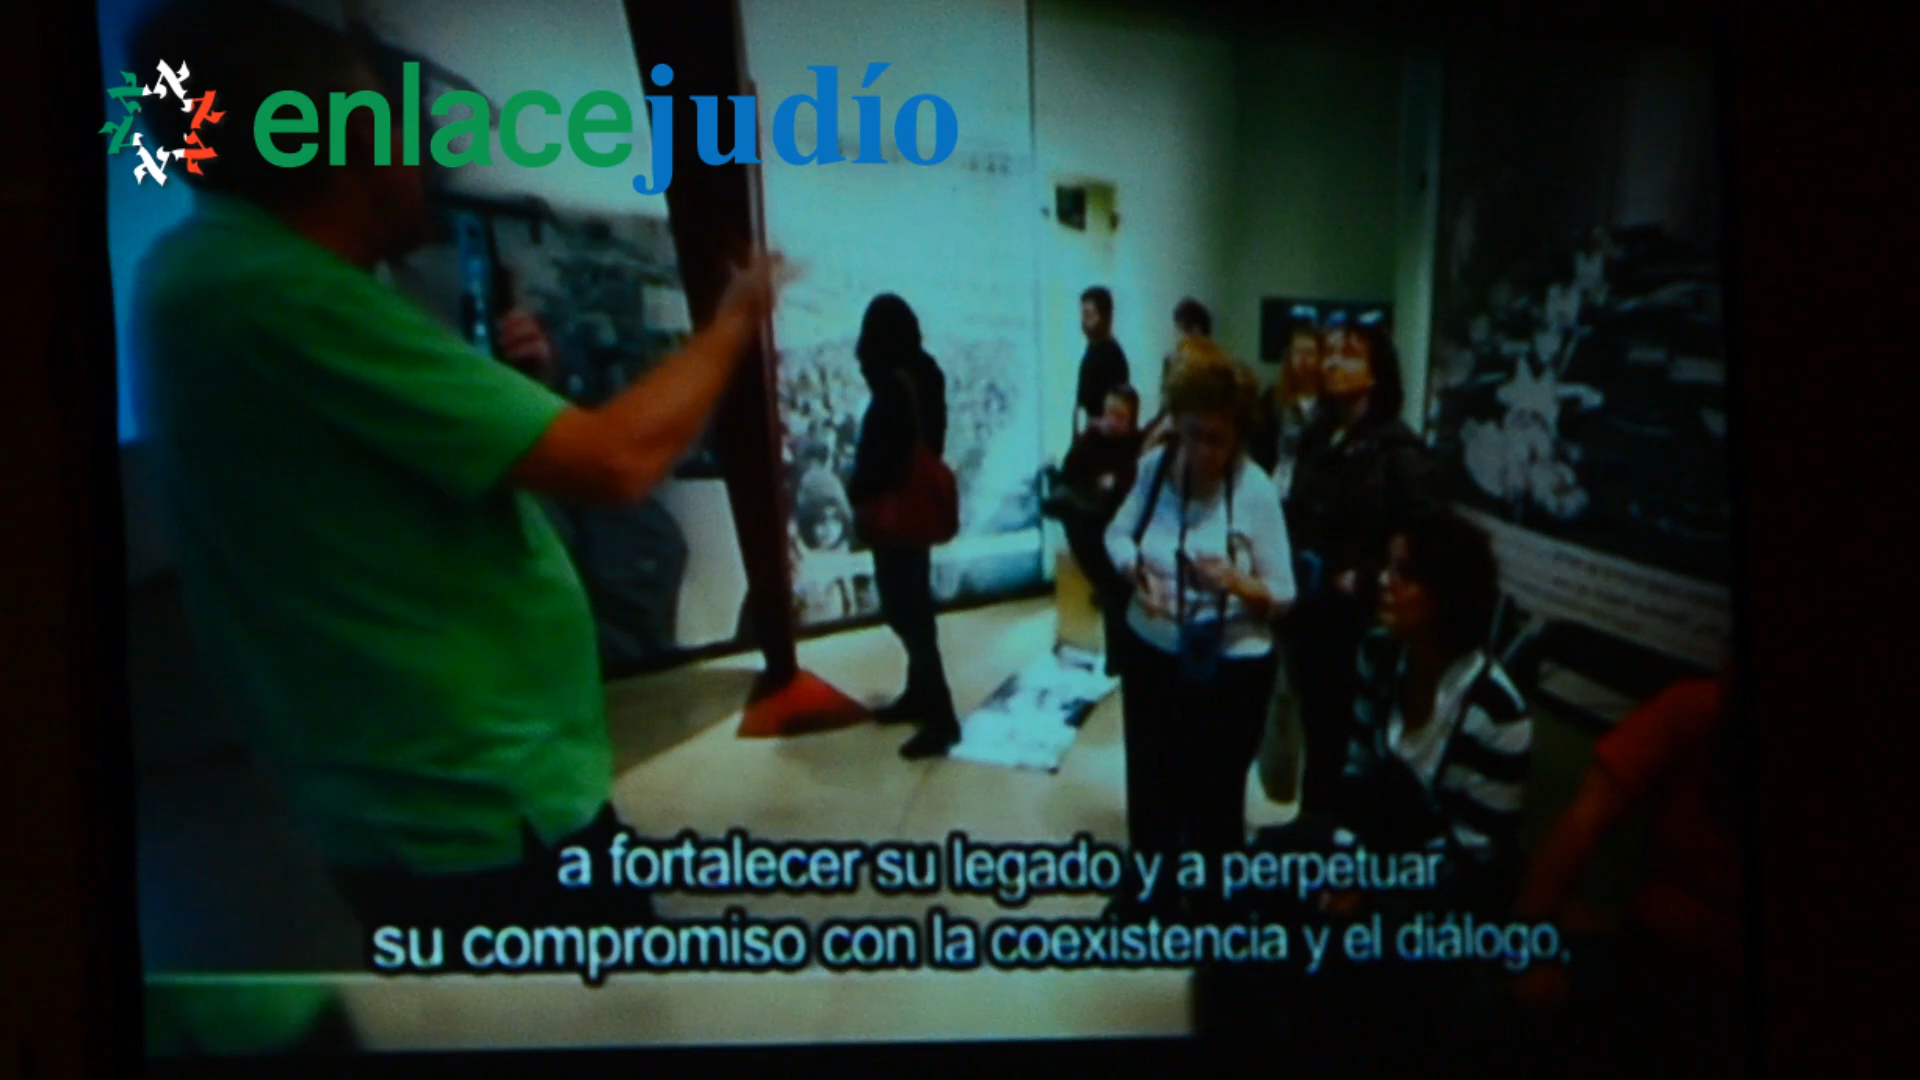 enlacejudío
a fortalecer su legado y a perpetuar
su compromiso con la coexistencia y el diálogo,